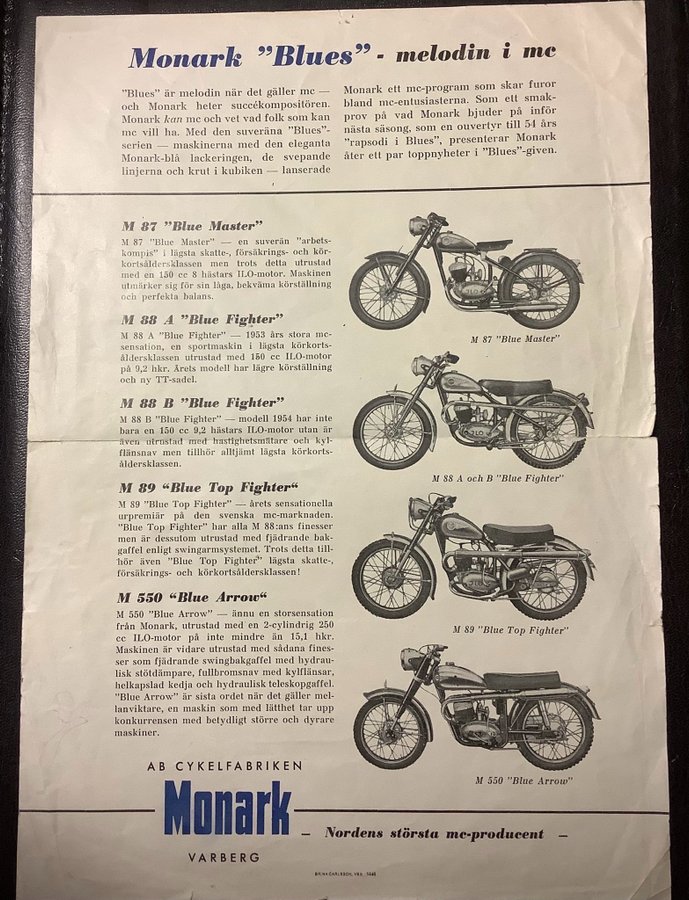 Monark ”Blues” - melodin i mc
”Blues” är melodin när det gäller mc —
och Monark heter succékompositören.
Monark kan mc och vet vad folk som kan
mc vill ha. Med den suveräna ”Blues”-
serien — maskinerna med den eleganta
Monark-blå lackeringen, de svepande
linjerna och krut i kubiken — lanserade
Monark ett mc-program som skar furor
bland mc-entusiasterna. Som ett smak-
prov på vad Monark bjuder på inför
nästa säsong, som en ouvertyr till 54 års
”rapsodi i Blues”, presenterar Monark
åter ett par toppnyheter i ”Blues”-given.
M 87 ”Blue Master”
M 87 ”Blue Master” — en suverän ”arbets-
kompis” i lägsta skatte-, försäkrings- och kör-
kortsåldersklassen men trots detta utrustad
med en 150 cc 8 hästars ILO-motor. Maskinen
utmärker sig för sin låga, bekväma körställning
och perfekta balans.
M 87 ”Blue Master”
M 88 A ”Blue Fighter”
M 88 A ”Blue Fighter” — 1953 års stora mc-
sensation, en sportmaskin i lägsta körkorts-
åldersklassen utrustad med 150 cc ILO-motor
på 9,2 hkr. Årets modell har lägre körställning
och ny TT-sadel.
M 88 B ”Blue Fighter”
M 88 B ”Blue Fighter” — modell 1954 har inte
bara en 150 cc 9,2 hästars ILO-motor utan är
även utrustad med hastighetsmätare och kyl-
flänsnav men tillhör alltjämt lägsta körkorts-
åldersklassen.
M 88 A och B ”Blue Fighter”
M 89 “Blue Top Fighter“
M 89 ”Blue Top Fighter” — årets sensationella
urpremiär på den svenska mc-marknaden.
”Blue Top Fighter” har alla M 88:ans finesser
men är dessutom utrustad med fjädrande bak-
gaffel enligt swingarmsystemet. Trots detta till-
hör även ”Blue Top Fighter” lägsta skatte-,
försäkrings- och körkortsåldersklassen!
M 89 ”Blue Top Fighter”
M 550 “Blue Arrow“
M 550 ”Blue Arrow” — ännu en storsensation
från Monark, utrustad med en 2-cylindrig 250
cc ILO-motor på inte mindre än 15,1 hkr.
Maskinen är vidare utrustad med sådana fines-
ser som fjädrande swingbakgaffel med hydrau-
lisk stötdämpare, fullbromsnav med kylflänsar,
helkapslad kedja och hydraulisk teleskopgaffel.
”Blue Arrow” är sista ordet när det gäller mel-
lanviktare, en maskin som med lätthet tar upp
konkurrensen med betydligt större och dyrare
maskiner.
M 550 ”Blue Arrow”
AB CYKELFABRIKEN
Monark
VARBERG
— Nordens största mc-producent —